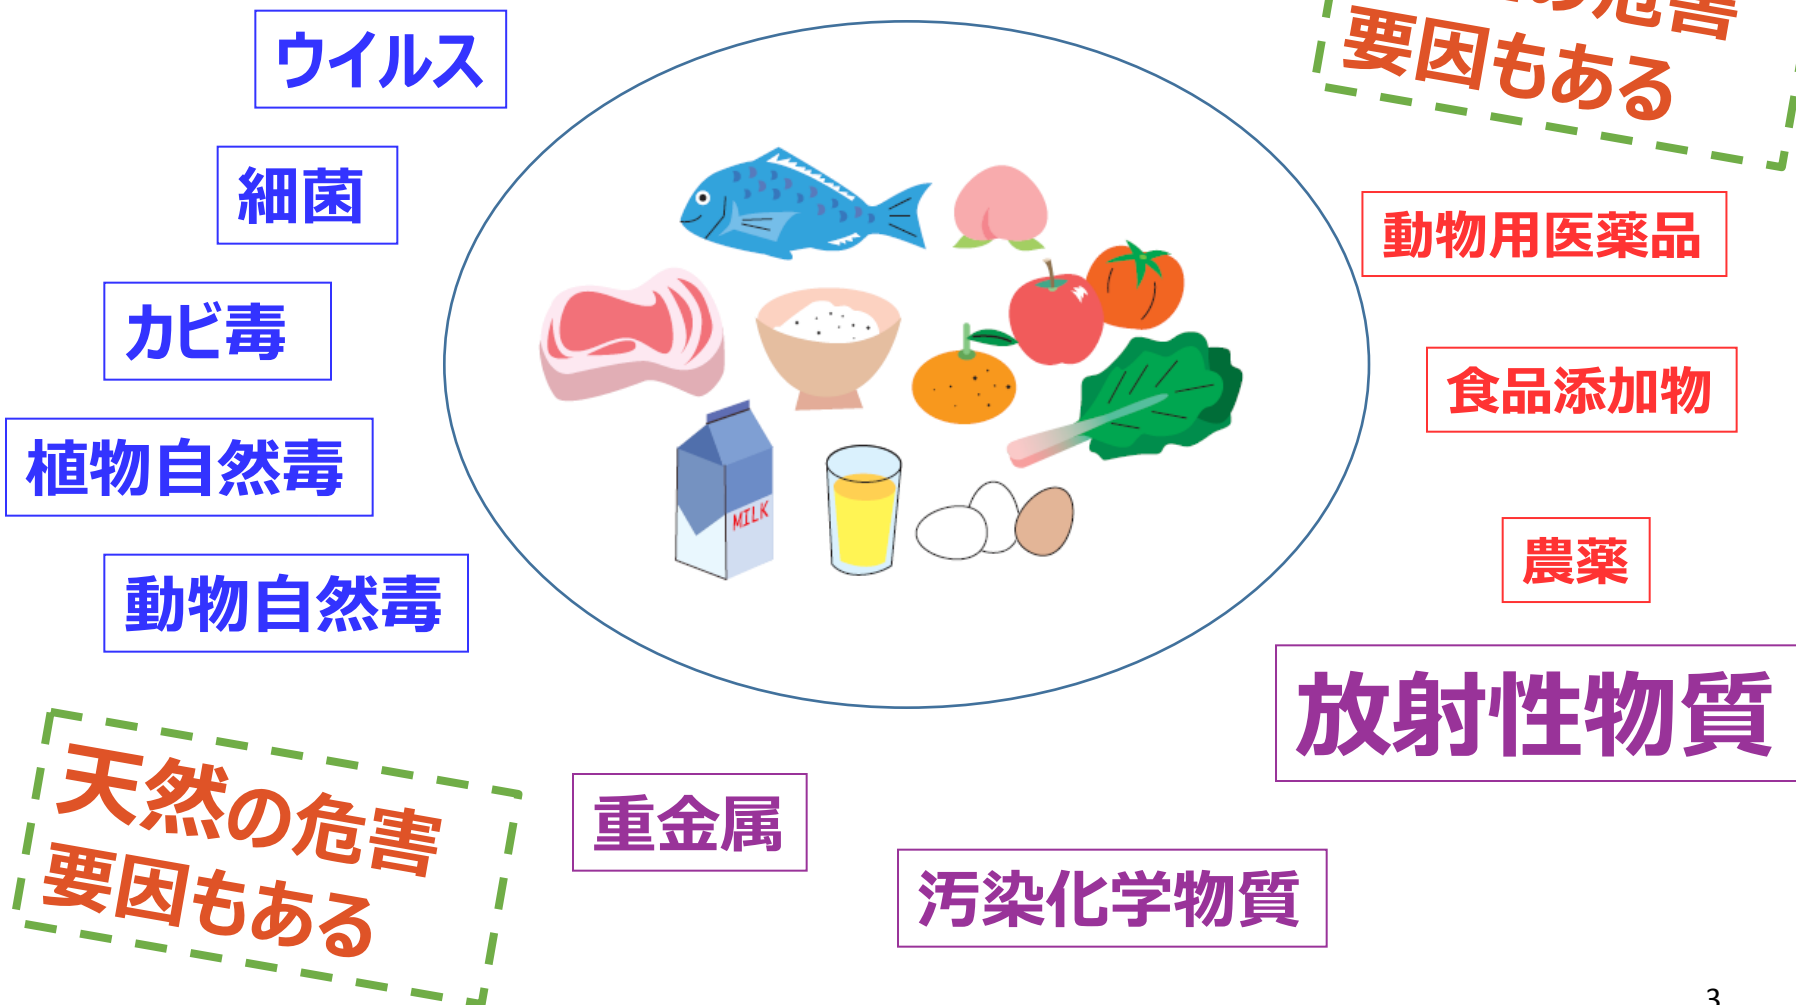 の危害
要因もある
ウイルス
細菌
カビ毒
植物自然毒
動物自然毒
MILK
動物用医薬品
食品添加物
農薬
放射性物質
天然の危害
要因もある
重金属
汚染化学物質
3